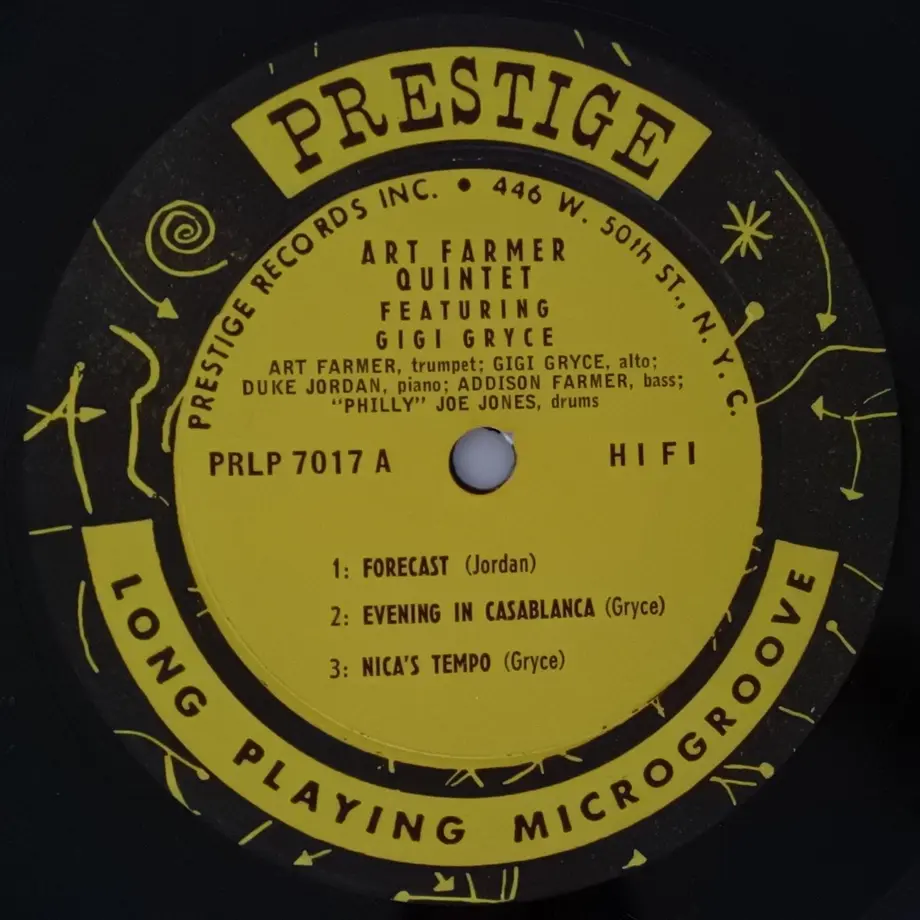 PRESTIGE
PRESTIGE RECORDS INC. • 446 W. 50th ST., N. Y. C.
ART FARMER
QUINTET
FEATURING
GIGI GRYCE
ART FARMER, trumpet; GIGI GRYCE, alto;
DUKE JORDAN, piano; ADDISON FARMER, bass;
"PHILLY" JOE JONES, drums
PRLP 7017 A
HI FI
1: FORECAST (Jordan)
2: EVENING IN CASABLANCA (Gryce)
3: NICA'S TEMPO (Gryce)
LONG PLAYING MICROGROOVE